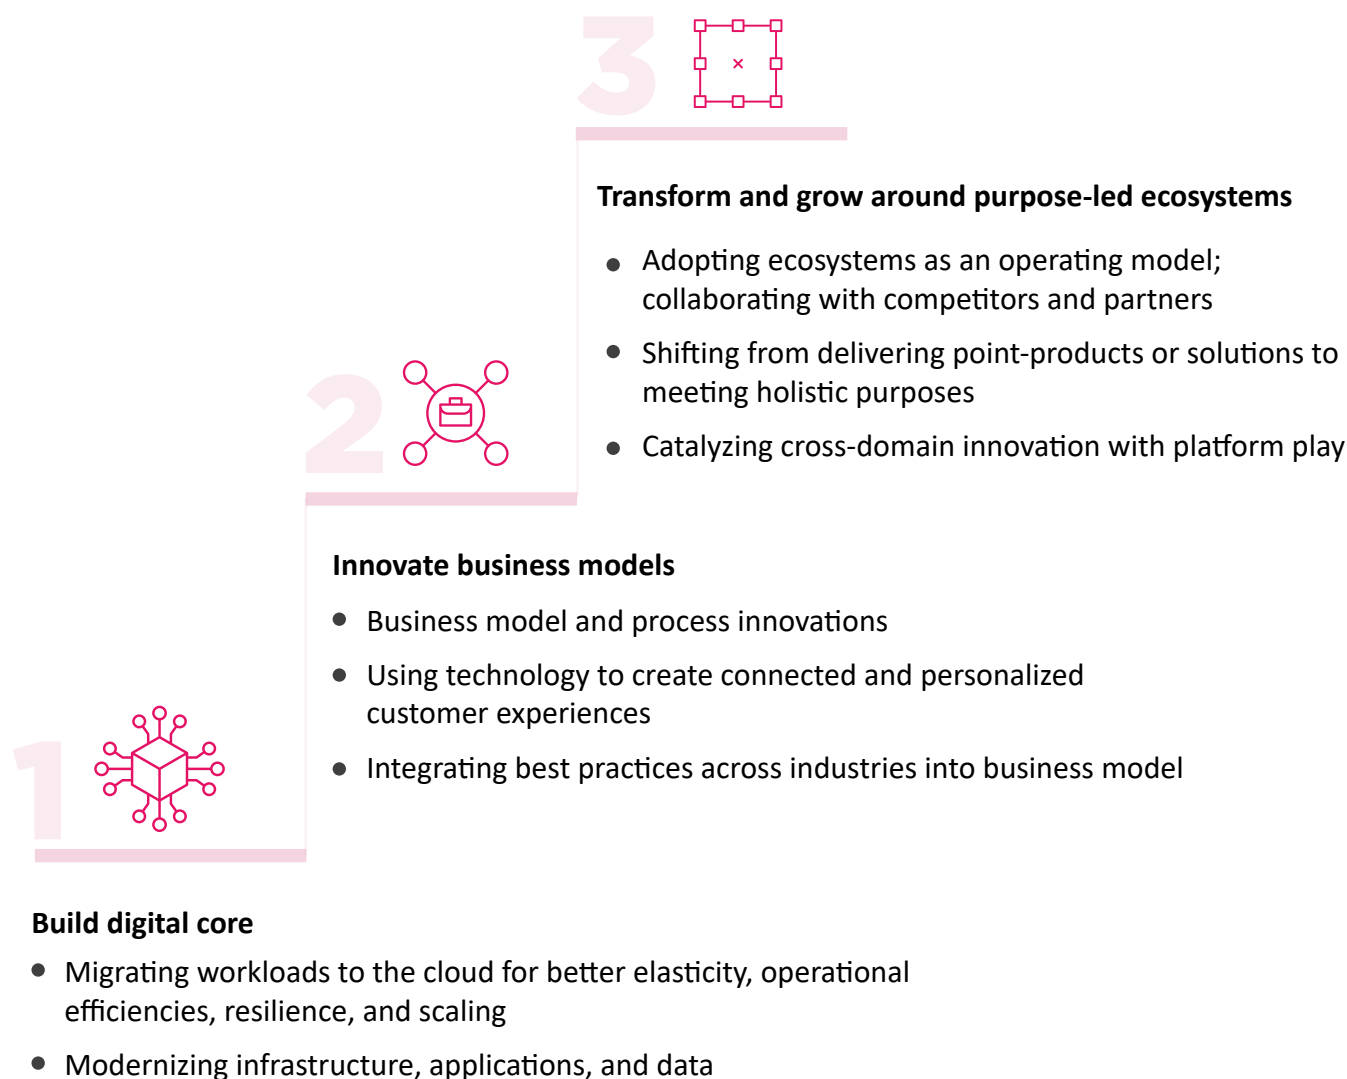 3
Transform and grow around purpose-led ecosystems
Adopting ecosystems as an operating model;
collaborating with competitors and partners
Shifting from delivering point-products or solutions to
meeting holistic purposes
Catalyzing cross-domain innovation with platform play
2
Innovate business models
Business model and process innovations
Using technology to create connected and personalized
customer experiences
Integrating best practices across industries into business model
1
Build digital core
Migrating workloads to the cloud for better elasticity, operational
efficiencies, resilience, and scaling
Modernizing infrastructure, applications, and data